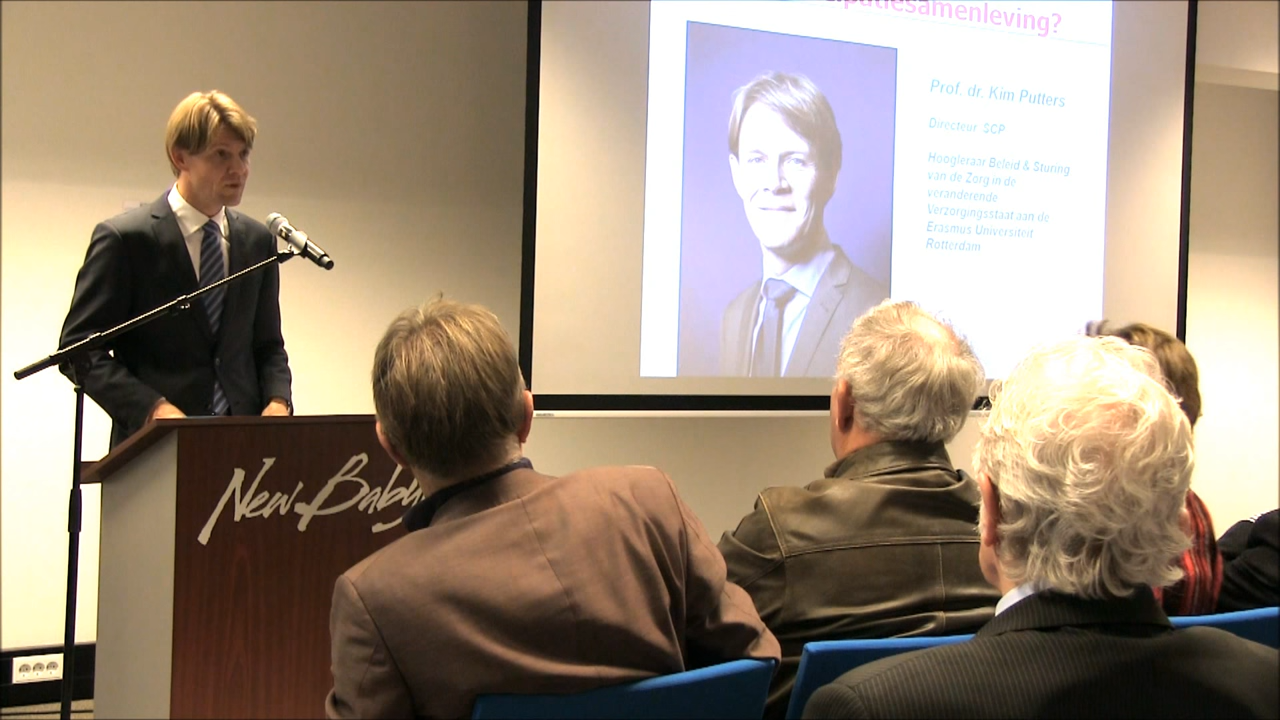 samenleving?
Prof. dr. Kim Putters
Directeur SCP
Hoogleraar Beleid & Sturing
van de Zorg in de
veranderende
Verzorgingsstaat aan de
Erasmus Universiteit
Rotterdam
New Baby